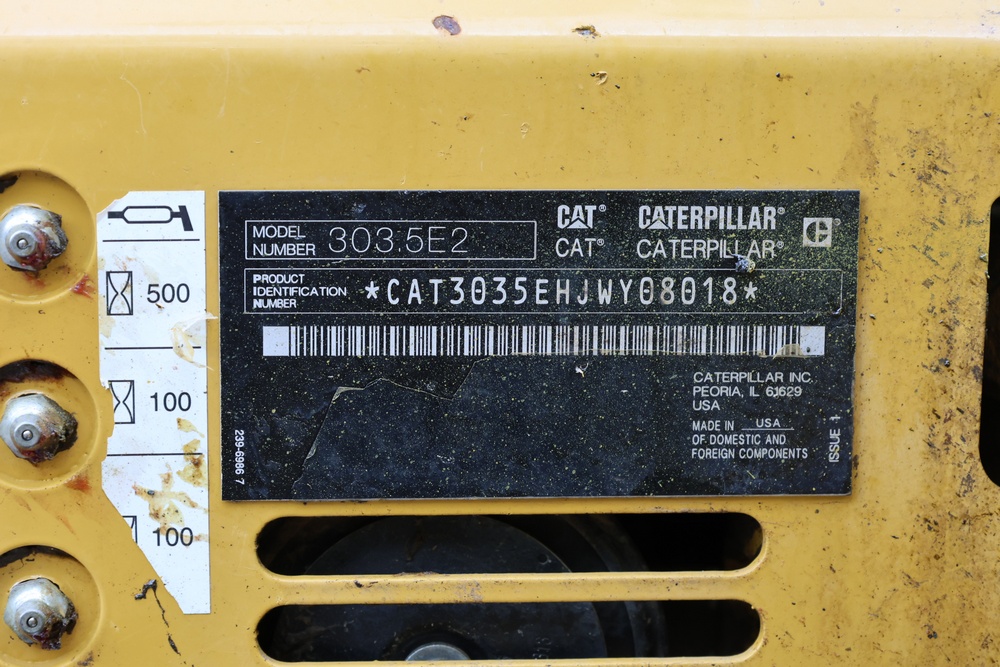 500
100
100
MODEL NUMBER 303.5E2
CAT® CATERPILLAR®
CAT® CATERPILLAR®
PRODUCT IDENTIFICATION NUMBER *CAT3035EHJWY08018*
CATERPILLAR INC.
PEORIA, IL 61629
USA
MADE IN USA
OF DOMESTIC AND
FOREIGN COMPONENTS
ISSUE 1
239-6986 7